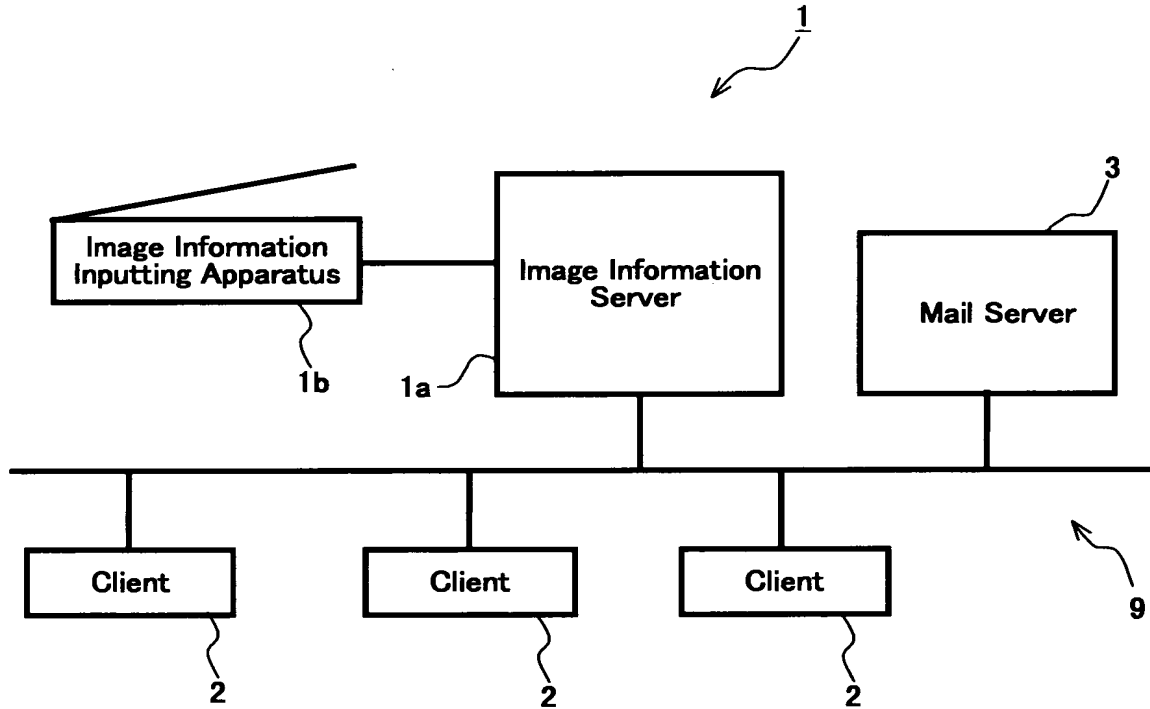 1
3
Image Information
Inputting Apparatus
Image Information
Server
Mail Server
1b
1a
Client
Client
Client
9
2
2
2